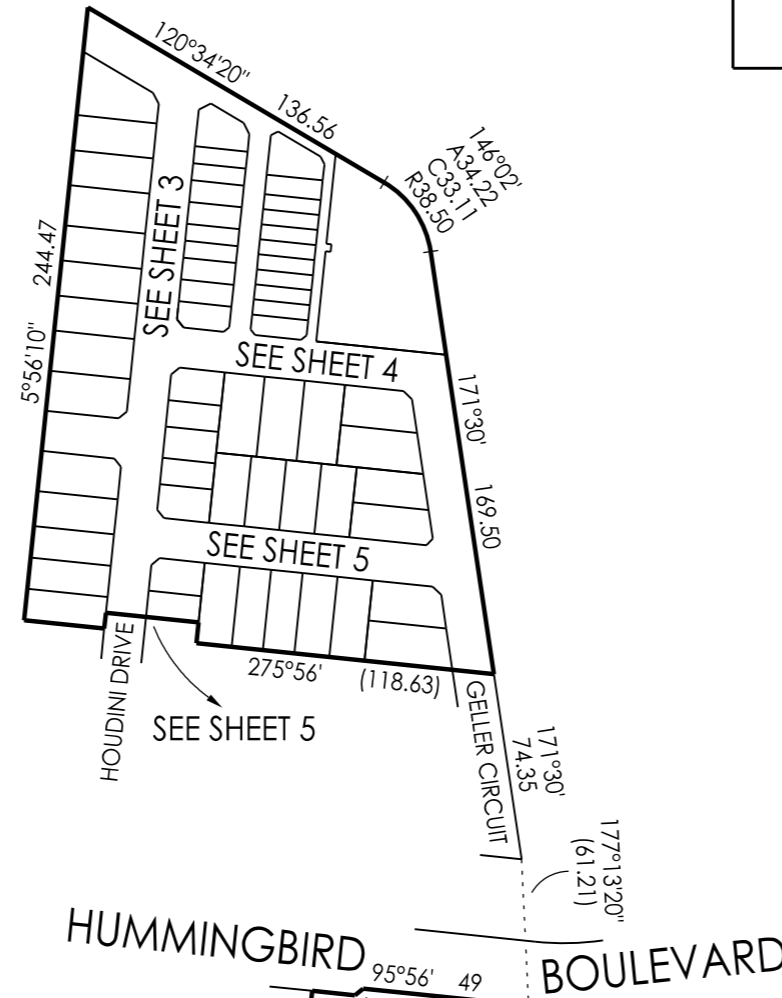 120°34'20"
136.56
146°02'
A34.22
C33.11
R38.50
SEE SHEET 3
244.47
5°56'10"
SEE SHEET 4
171°30'
169.50
SEE SHEET 5
275°56'
(118.63)
HOUDINI DRIVE
SEE SHEET 5
GELLER CIRCUIT
171°30'
74.35
177°13'20"
(61.21)
HUMMINGBIRD BOULEVARD
95°56' 49